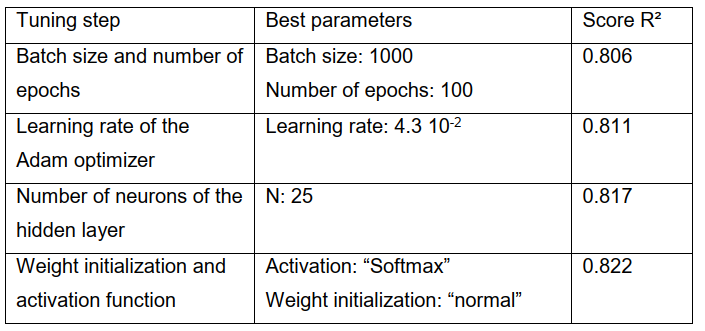 Tuning step Best parameters Score R²
Batch size and number of Batch size: 1000 0.806
epochs Number of epochs: 100
Learning rate of the Learning rate: 4.3 10⁻² 0.811
Adam optimizer
Number of neurons of the N: 25 0.817
hidden layer
Weight initialization and Activation: “Softmax” 0.822
activation function Weight initialization: “normal”